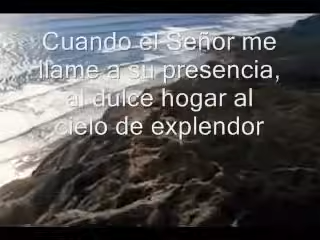 Cuando el Señor me
llame a su presencia,
al dulce hogar al
cielo de explendor